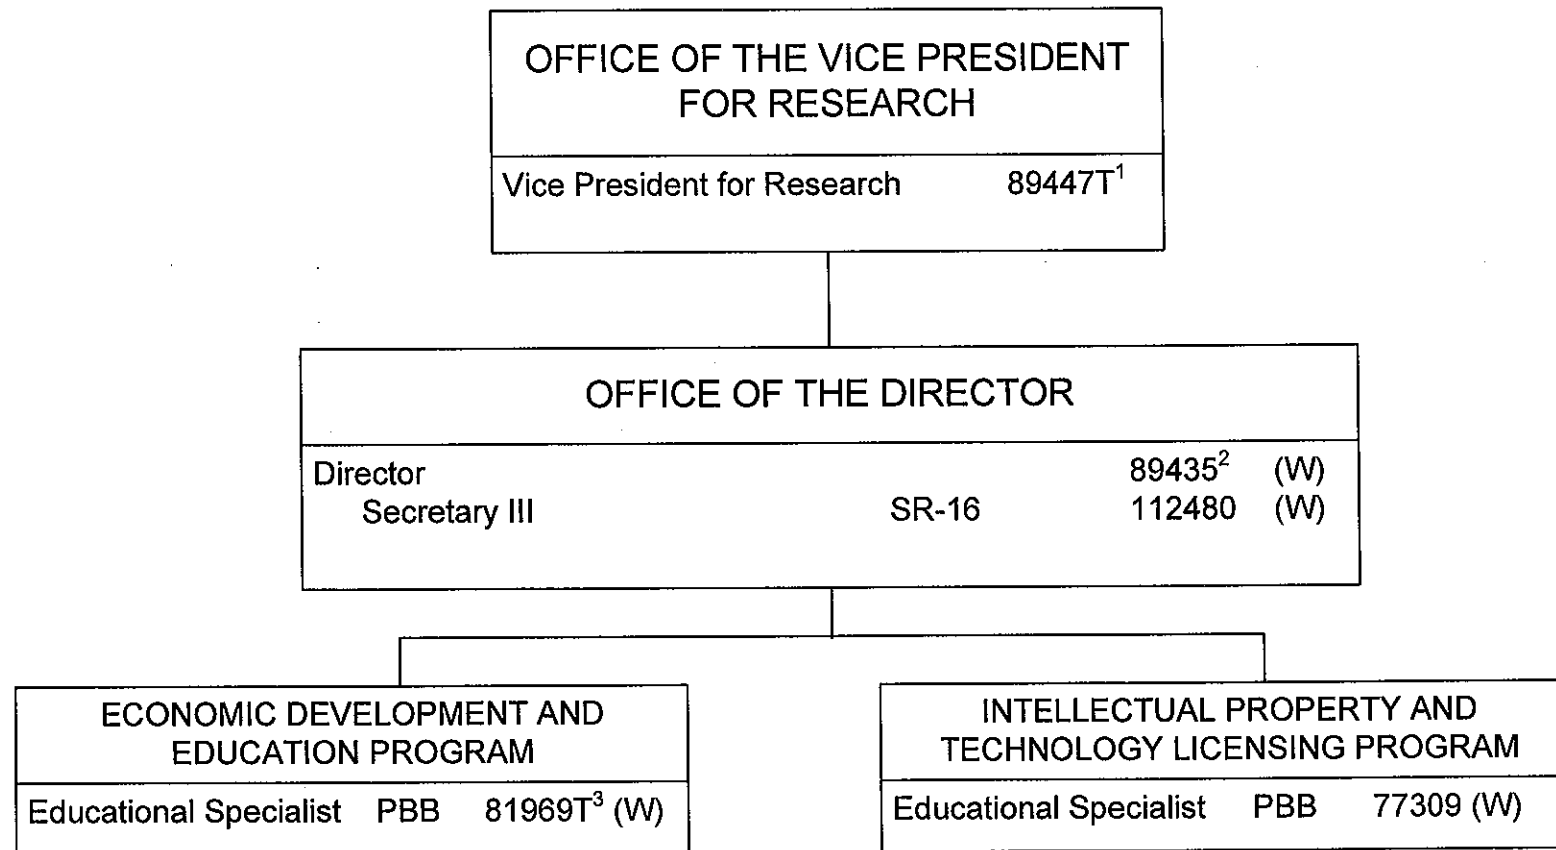 OFFICE OF THE VICE PRESIDENT
FOR RESEARCH
Vice President for Research 89447T¹
OFFICE OF THE DIRECTOR
Director 89435² (W)
Secretary III SR-16 112480 (W)
ECONOMIC DEVELOPMENT AND
EDUCATION PROGRAM
Educational Specialist PBB 81969T³ (W)
INTELLECTUAL PROPERTY AND
TECHNOLOGY LICENSING PROGRAM
Educational Specialist PBB 77309 (W)